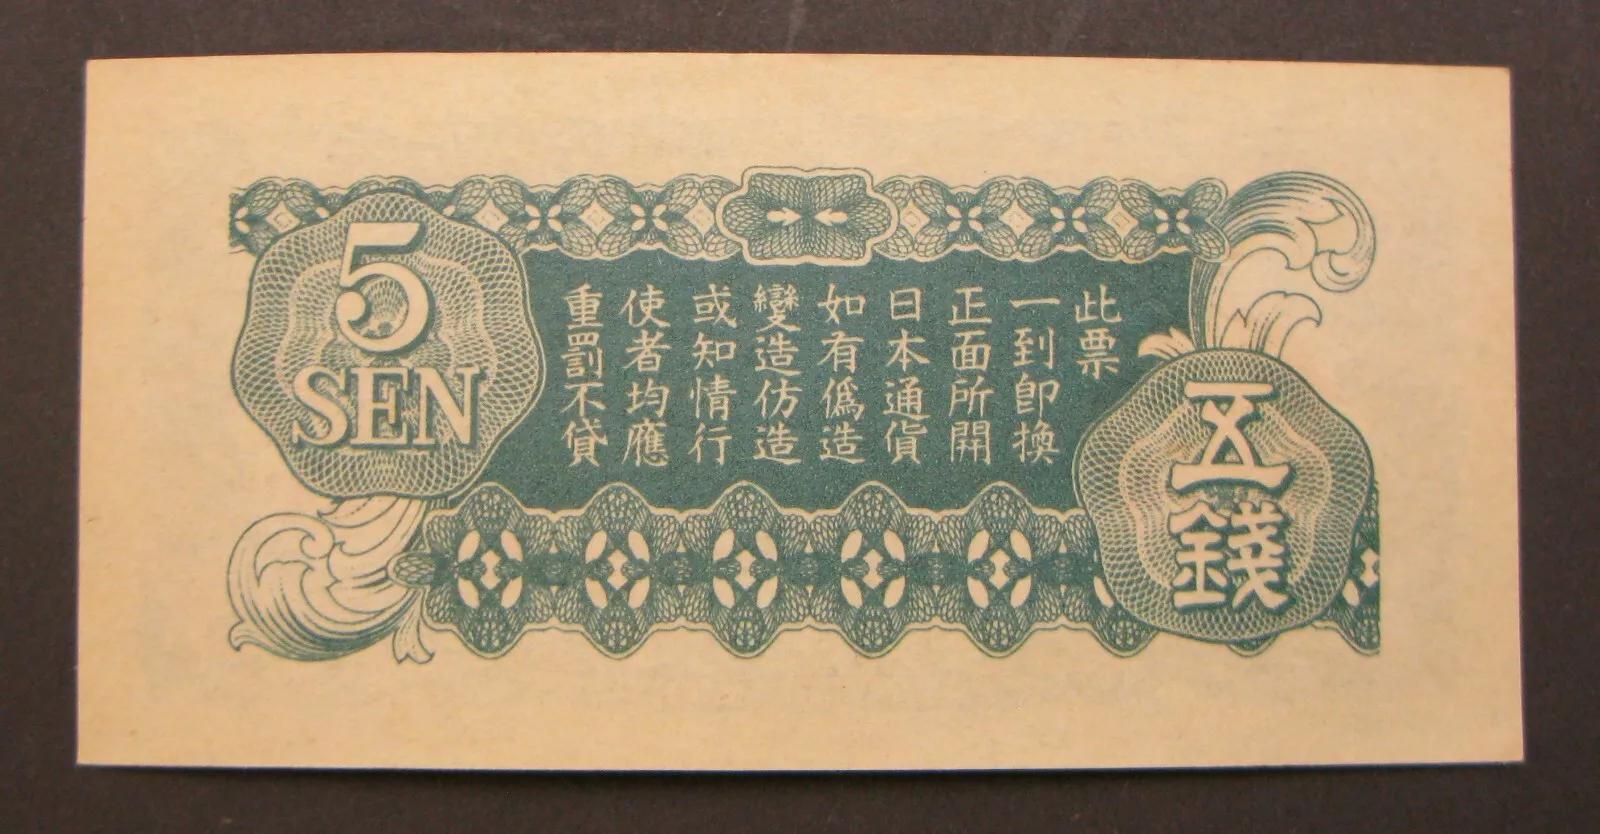 5
SEN
此票
一到卽換
正面所開
日本通貨
如有偽造
變造仿造
或知情行
使者均應
重罰不貸
五
錢